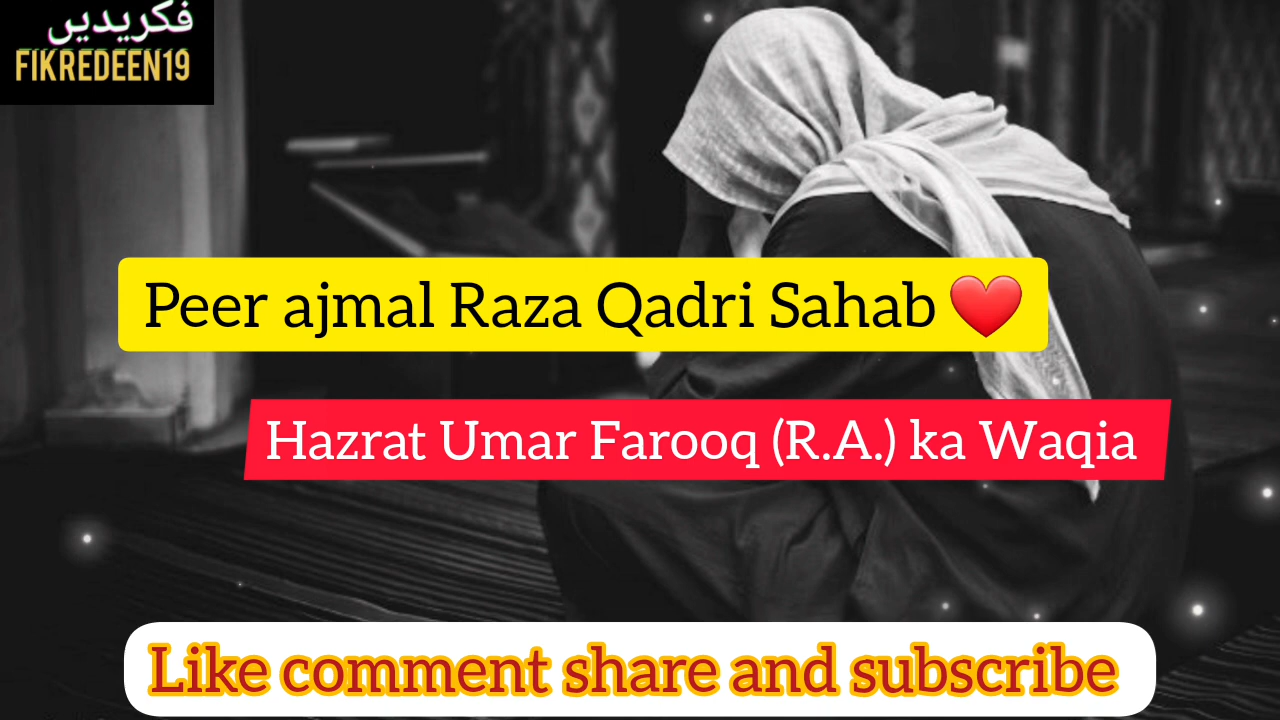 فکریدیں
FIKREDEEN19
Peer ajmal Raza Qadri Sahab ❤️
Hazrat Umar Farooq (R.A.) ka Waqia
Like comment share and subscribe